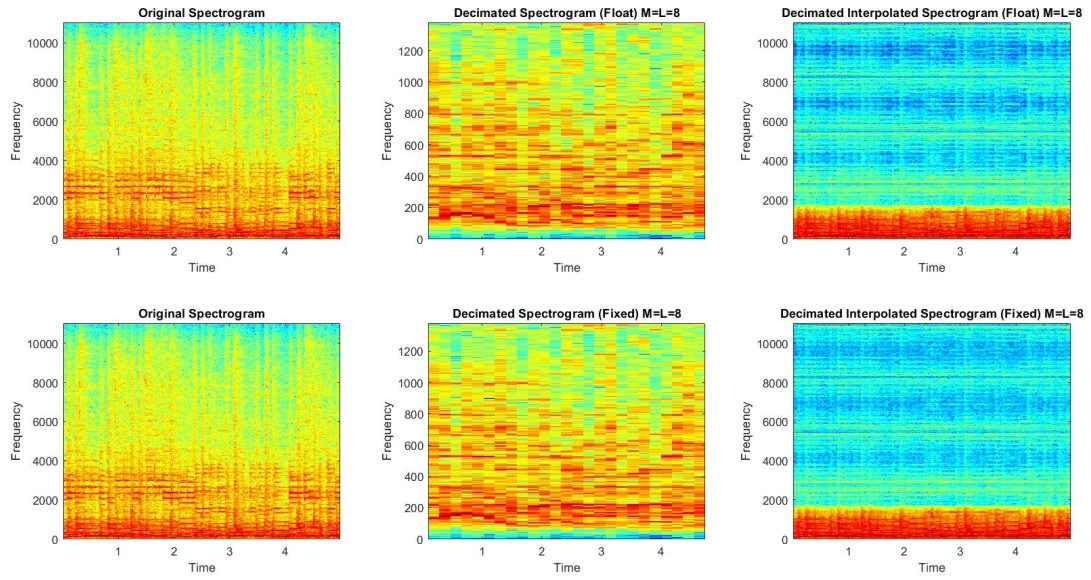 Original Spectrogram
Decimated Spectrogram (Float) M=L=8
Decimated Interpolated Spectrogram (Float) M=L=8
Frequency
10000
8000
6000
4000
2000
0
1 2 3 4
Time
Frequency
1200
1000
800
600
400
200
0
1 2 3 4
Time
Frequency
10000
8000
6000
4000
2000
0
1 2 3 4
Time
Original Spectrogram
Decimated Spectrogram (Fixed) M=L=8
Decimated Interpolated Spectrogram (Fixed) M=L=8
Frequency
10000
8000
6000
4000
2000
0
1 2 3 4
Time
Frequency
1200
1000
800
600
400
200
0
1 2 3 4
Time
Frequency
10000
8000
6000
4000
2000
0
1 2 3 4
Time